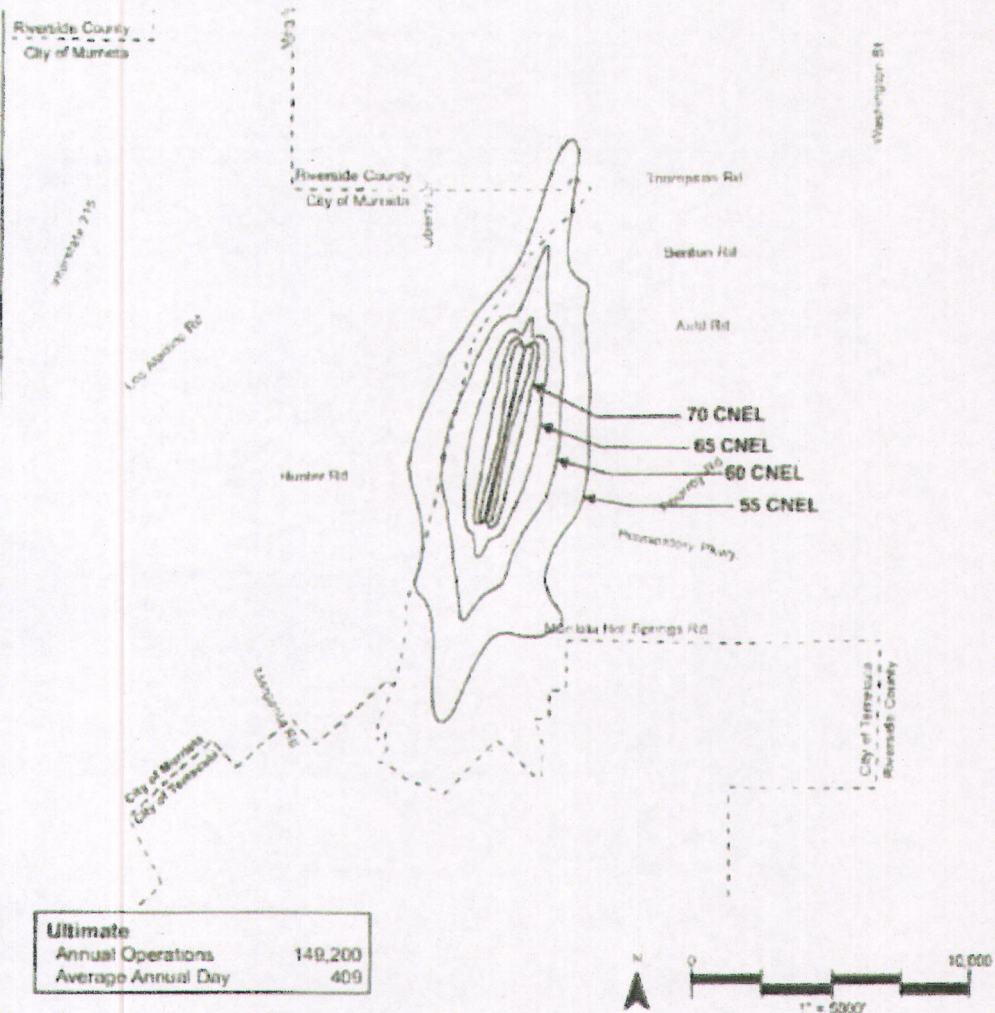 Riverside County
City of Murrieta
Washington St
Riverside County
City of Murrieta
Thompson Rd
Liberty
Interstate 215
Benton Rd
Auld Rd
Los Alamos Rd
70 CNEL
65 CNEL
60 CNEL
Hunter Rd
55 CNEL
Murrieta Hot Springs Rd
City of Temecula
Riverside County
City of Murrieta
City of Temecula
Ultimate
Annual Operations 149,200
Average Annual Day 409
N
0 10,000
1" = 5000'